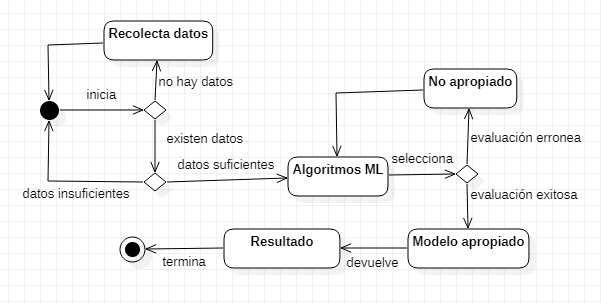 Recolecta datos
no hay datos
inicia
existen datos
datos suficientes
datos insuficientes
No apropiado
evaluación erronea
Algoritmos ML
selecciona
evaluación exitosa
Modelo apropiado
devuelve
Resultado
termina